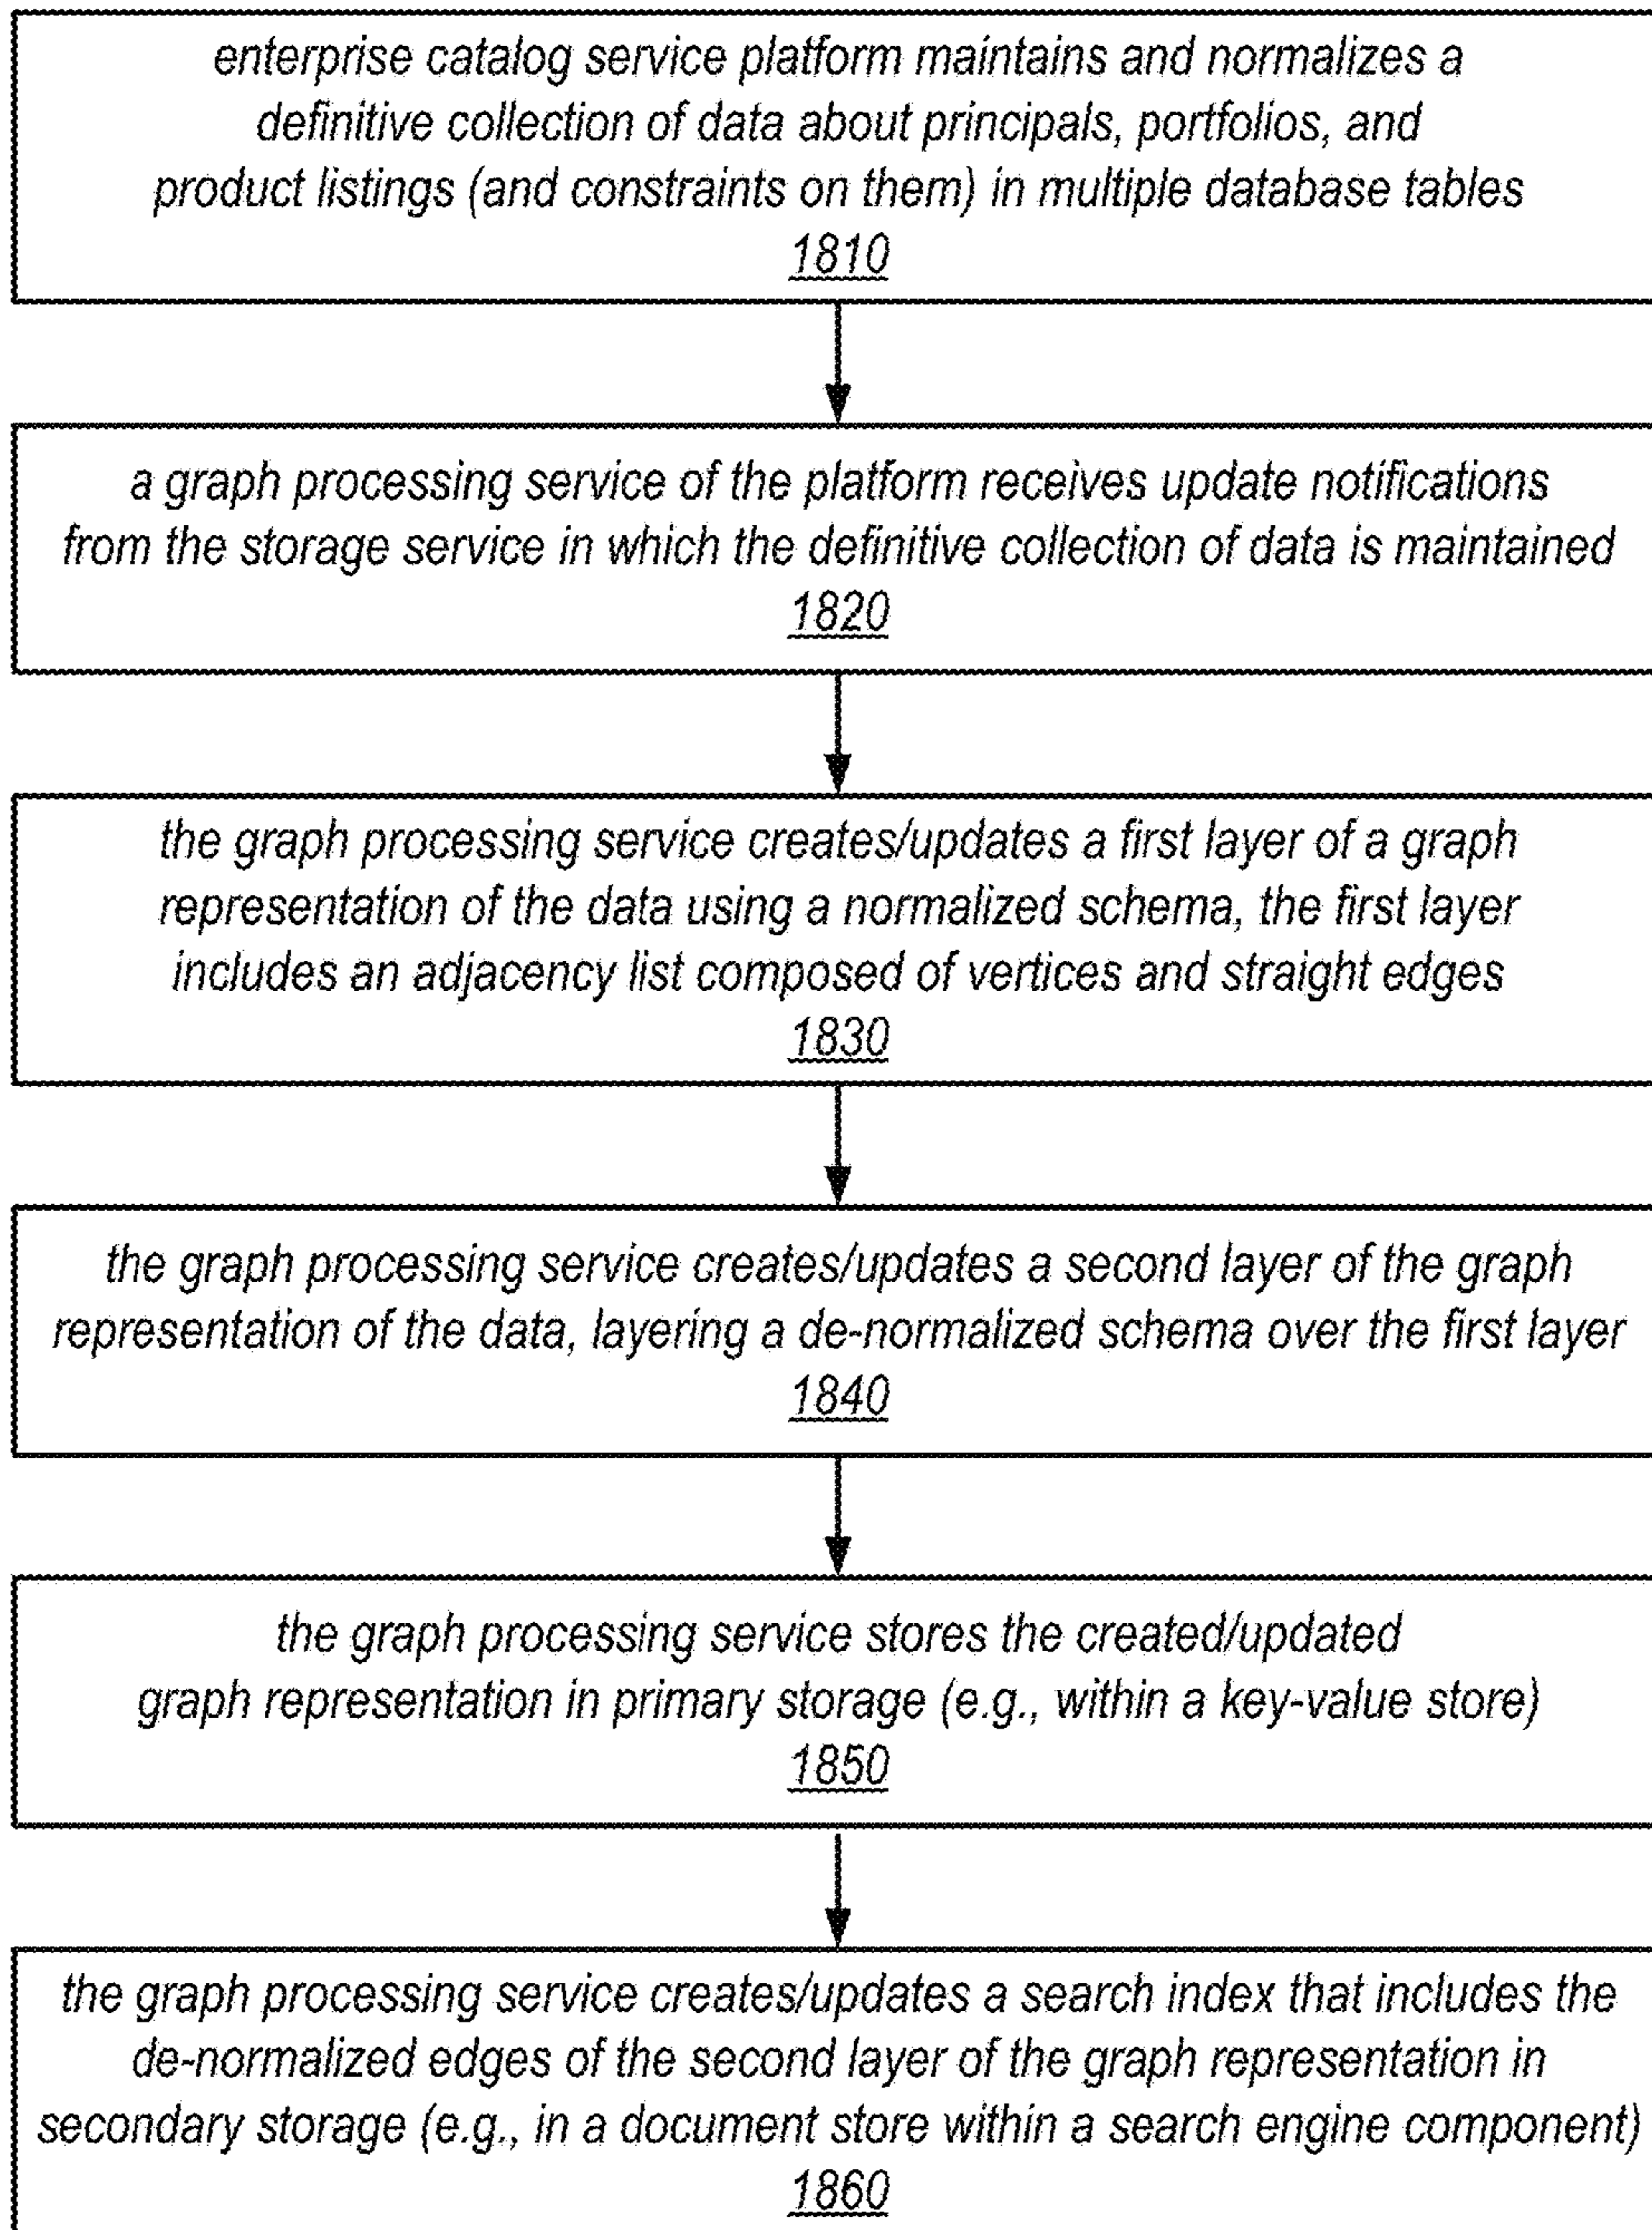 enterprise catalog service platform maintains and normalizes a
definitive collection of data about principals, portfolios, and
product listings (and constraints on them) in multiple database tables
1810
a graph processing service of the platform receives update notifications
from the storage service in which the definitive collection of data is maintained
1820
the graph processing service creates/updates a first layer of a graph
representation of the data using a normalized schema, the first layer
includes an adjacency list composed of vertices and straight edges
1830
the graph processing service creates/updates a second layer of the graph
representation of the data, layering a de-normalized schema over the first layer
1840
the graph processing service stores the created/updated
graph representation in primary storage (e.g., within a key-value store)
1850
the graph processing service creates/updates a search index that includes the
de-normalized edges of the second layer of the graph representation in
secondary storage (e.g., in a document store within a search engine component)
1860